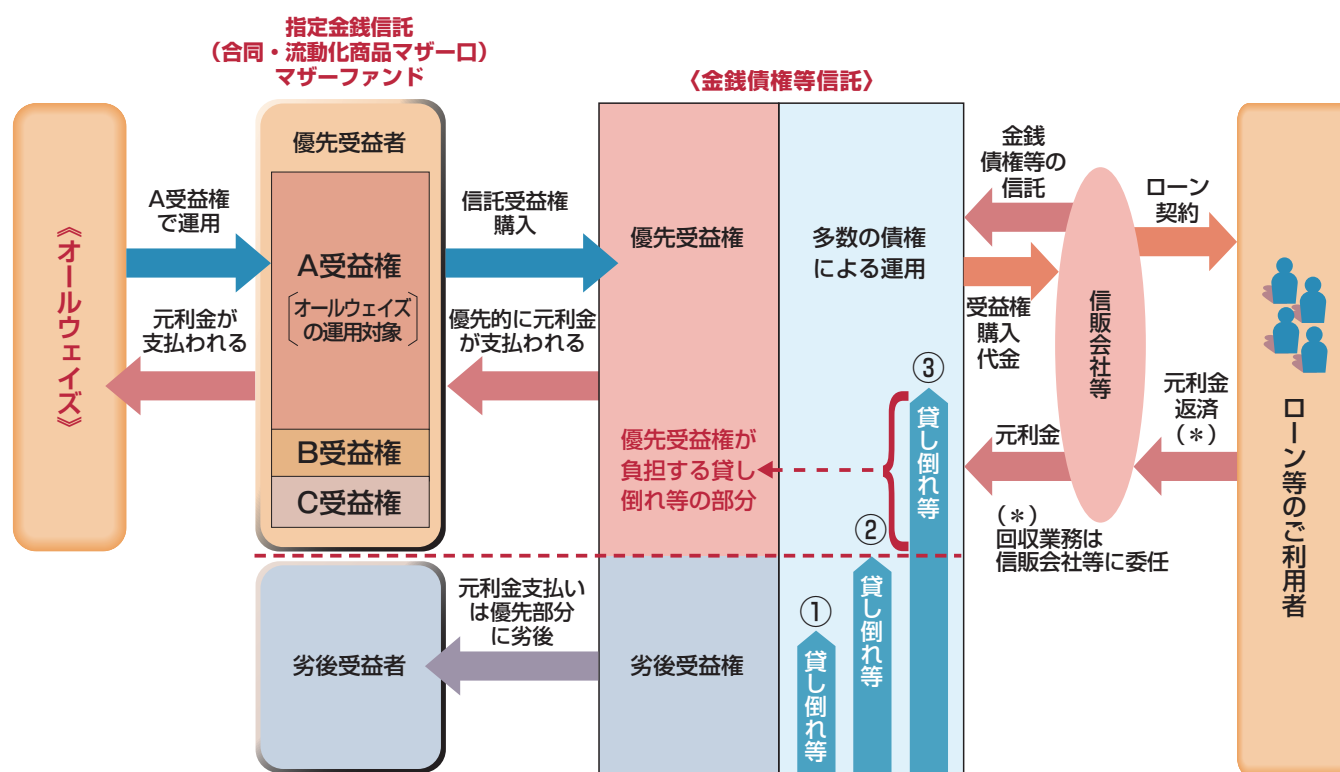 指定金銭信託
（合同・流動化商品マザー口）
マザーファンド
〈金銭債権等信託〉
《オールウェイズ》
A受益権
で運用
元利金が
支払われる
優先受益者
A受益権
オールウェイズ
の運用対象
B受益権
C受益権
信託受益権
購入
優先的に元利金
が支払われる
優先受益権
優先受益権が
負担する貸し
倒れ等の部分
多数の債権
による運用
金銭
債権等の
信託
受益権
購入
代金
元利金
（＊）
回収業務は
信販会社等に委任
信販会社等
ローン
契約
元利金
返済
（＊）
ローン等のご利用者
劣後受益者
元利金支払い
は優先部分
に劣後
劣後受益権
①
貸し倒れ等
②
貸し倒れ等
③
貸し倒れ等